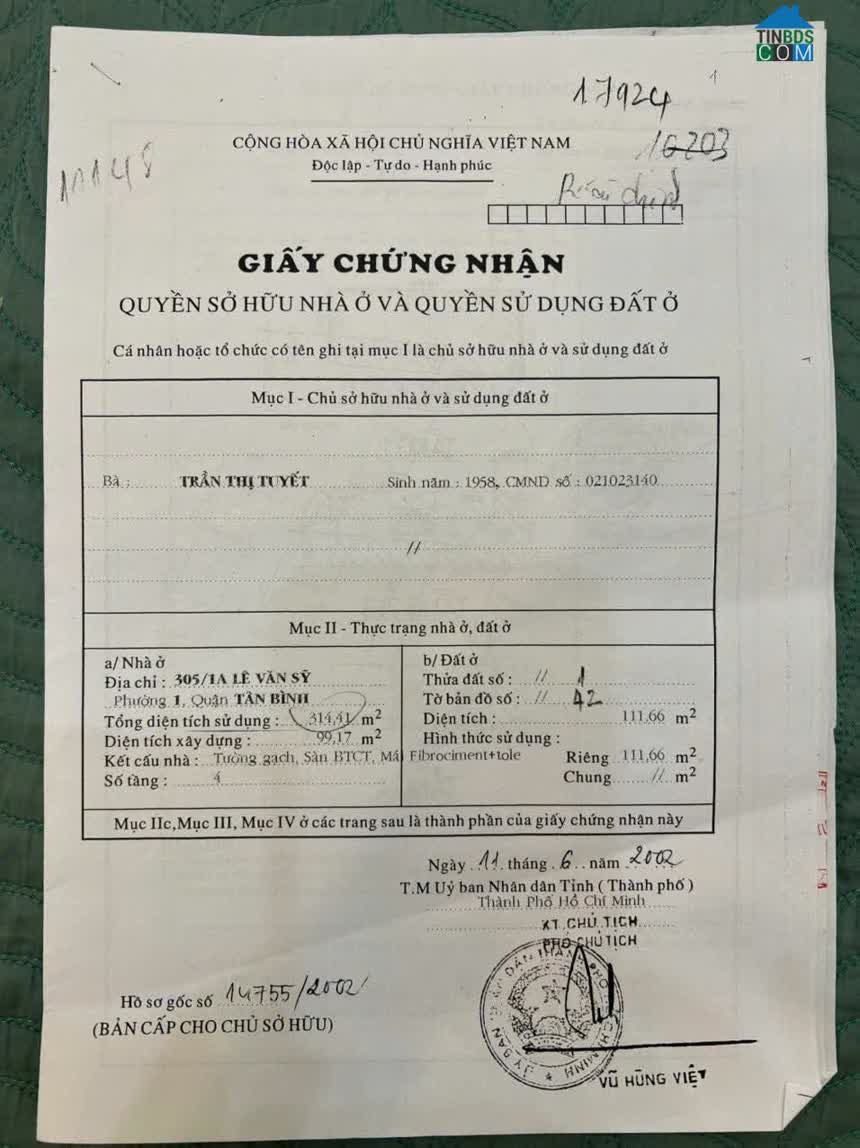 TINBDS
COM
17924
1
16203
11148
CỘNG HÒA XÃ HỘI CHỦ NGHĨA VIỆT NAM
Độc lập - Tự do - Hạnh phúc
GIẤY CHỨNG NHẬN
QUYỀN SỞ HỮU NHÀ Ở VÀ QUYỀN SỬ DỤNG ĐẤT Ở
Cá nhân hoặc tổ chức có tên ghi tại mục I là chủ sở hữu nhà ở và sử dụng đất ở
Mục I - Chủ sở hữu nhà ở và sử dụng đất ở
Bà : TRẦN THỊ TUYẾT Sinh năm : 1958, CMND số : 021023140
//
Mục II - Thực trạng nhà ở, đất ở
a/ Nhà ở
Địa chỉ : 305/1A LÊ VĂN SỸ
Phường 1, Quận TÂN BÌNH
Tổng diện tích sử dụng : 314,41 m²
Diện tích xây dựng : 99,17 m²
Kết cấu nhà : Tường gạch, Sàn BTCT, Mái Fibrociment+tole
Số tầng : 4
b/ Đất ở
Thửa đất số : // 1
Tờ bản đồ số : // 42
Diện tích : 111,66 m²
Hình thức sử dụng :
Riêng 111,66 m²
Chung // m²
Mục IIc,Mục III, Mục IV ở các trang sau là thành phần của giấy chứng nhận này
Ngày 11 tháng 6 năm 2002
T.M Uỷ ban Nhân dân Tỉnh ( Thành phố )
Thành Phố Hồ Chí Minh
KT. CHỦ TỊCH
PHÓ CHỦ TỊCH
Hồ sơ gốc số 14755/2002
(BẢN CẤP CHO CHỦ SỞ HỮU)
VŨ HÙNG VIỆT